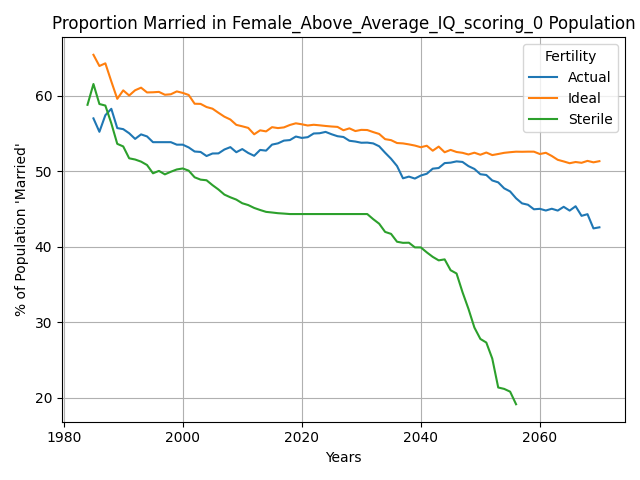 Proportion Married in Female_Above_Average_IQ_scoring_0 Population
Fertility
Actual
Ideal
Sterile
% of Population 'Married'
60
50
40
30
20
1980
2000
2020
2040
2060
Years